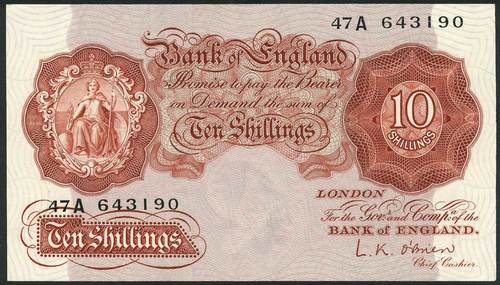 47A 643190
Bank of England
Promise to pay the Bearer
on Demand the sum of
Ten Shillings
10
SHILLINGS
LONDON
For the Govr. and Compa. of the
BANK OF ENGLAND.
L. K. O'Brien
Chief Cashier.
47A 643190
Ten Shillings